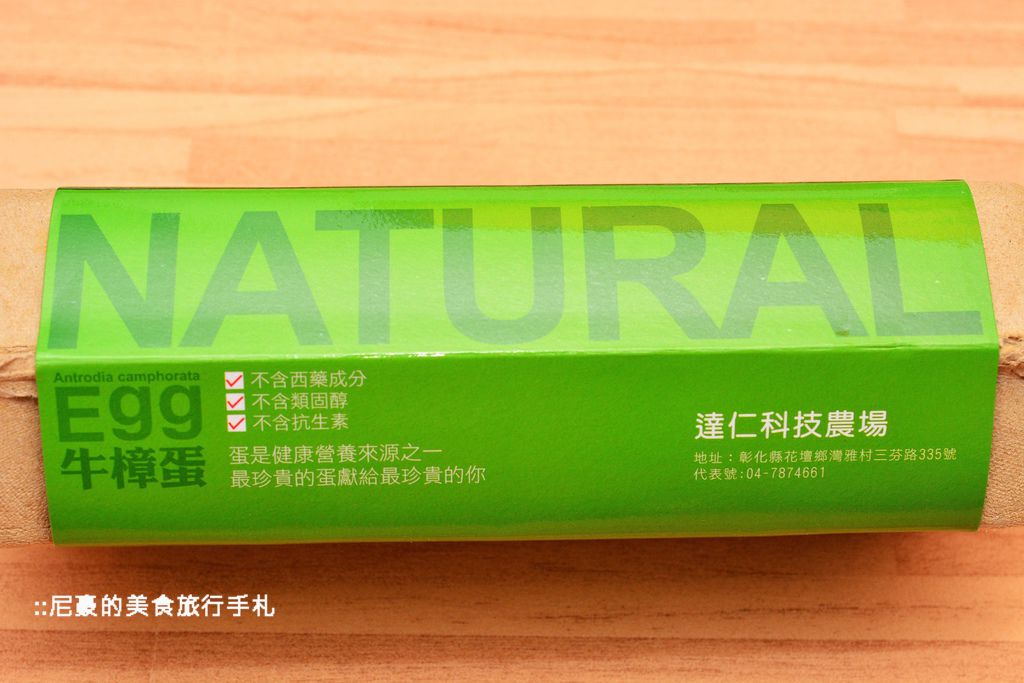 NATURAL
Antrodia camphorata
Egg
牛樟蛋
不含西藥成分
不含類固醇
不含抗生素
蛋是健康營養來源之一
最珍貴的蛋獻給最珍貴的你
達仁科技農場
地址：彰化縣花壇鄉灣雅村三芬路335號
代表號:04-7874661
::尼豪的美食旅行手札